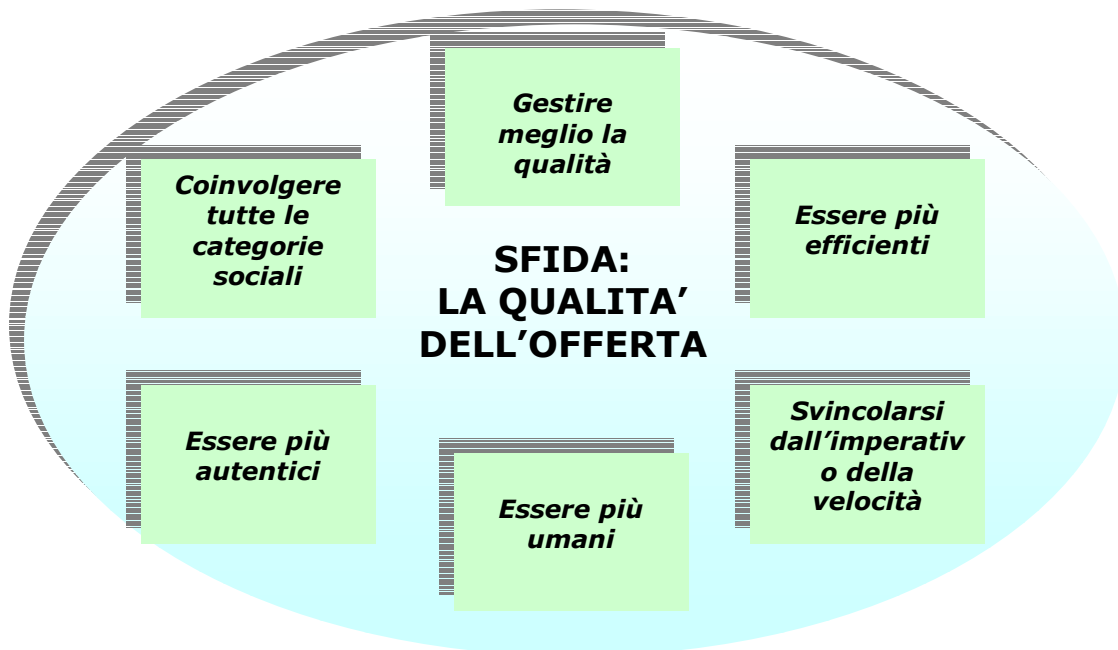 Gestire
meglio la
qualità
Coinvolgere
tutte le
categorie
sociali
Essere più
efficienti
SFIDA:
LA QUALITA’
DELL’OFFERTA
Essere più
autentici
Essere più
umani
Svincolarsi
dall’imperativ
o della
velocità